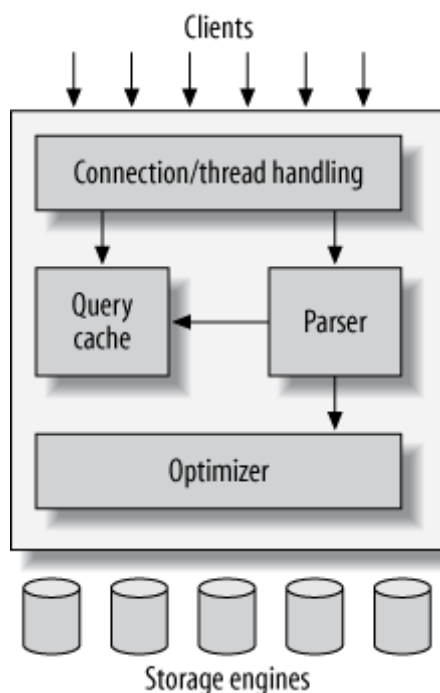 Clients
Connection/thread handling
Query
cache
Parser
Optimizer
Storage engines